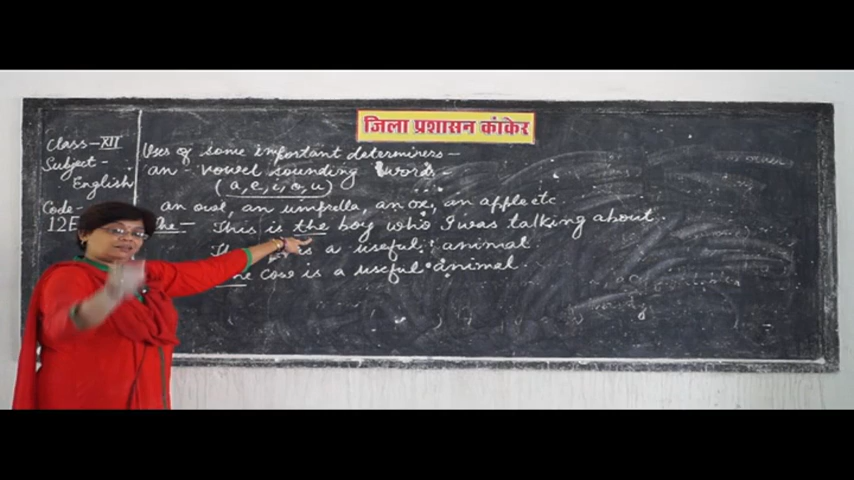 जिला प्रशासन कांकेर
Class - XII
Subject -
English
Code -
12E
Uses of some important determiners -
an - vowel sounding words -
(a, e, i, o, u)
an owl, an umfrella, an ox, an apple etc.
The - This is the boy who I was talking about.
is a useful animal.
The cow is a useful animal.